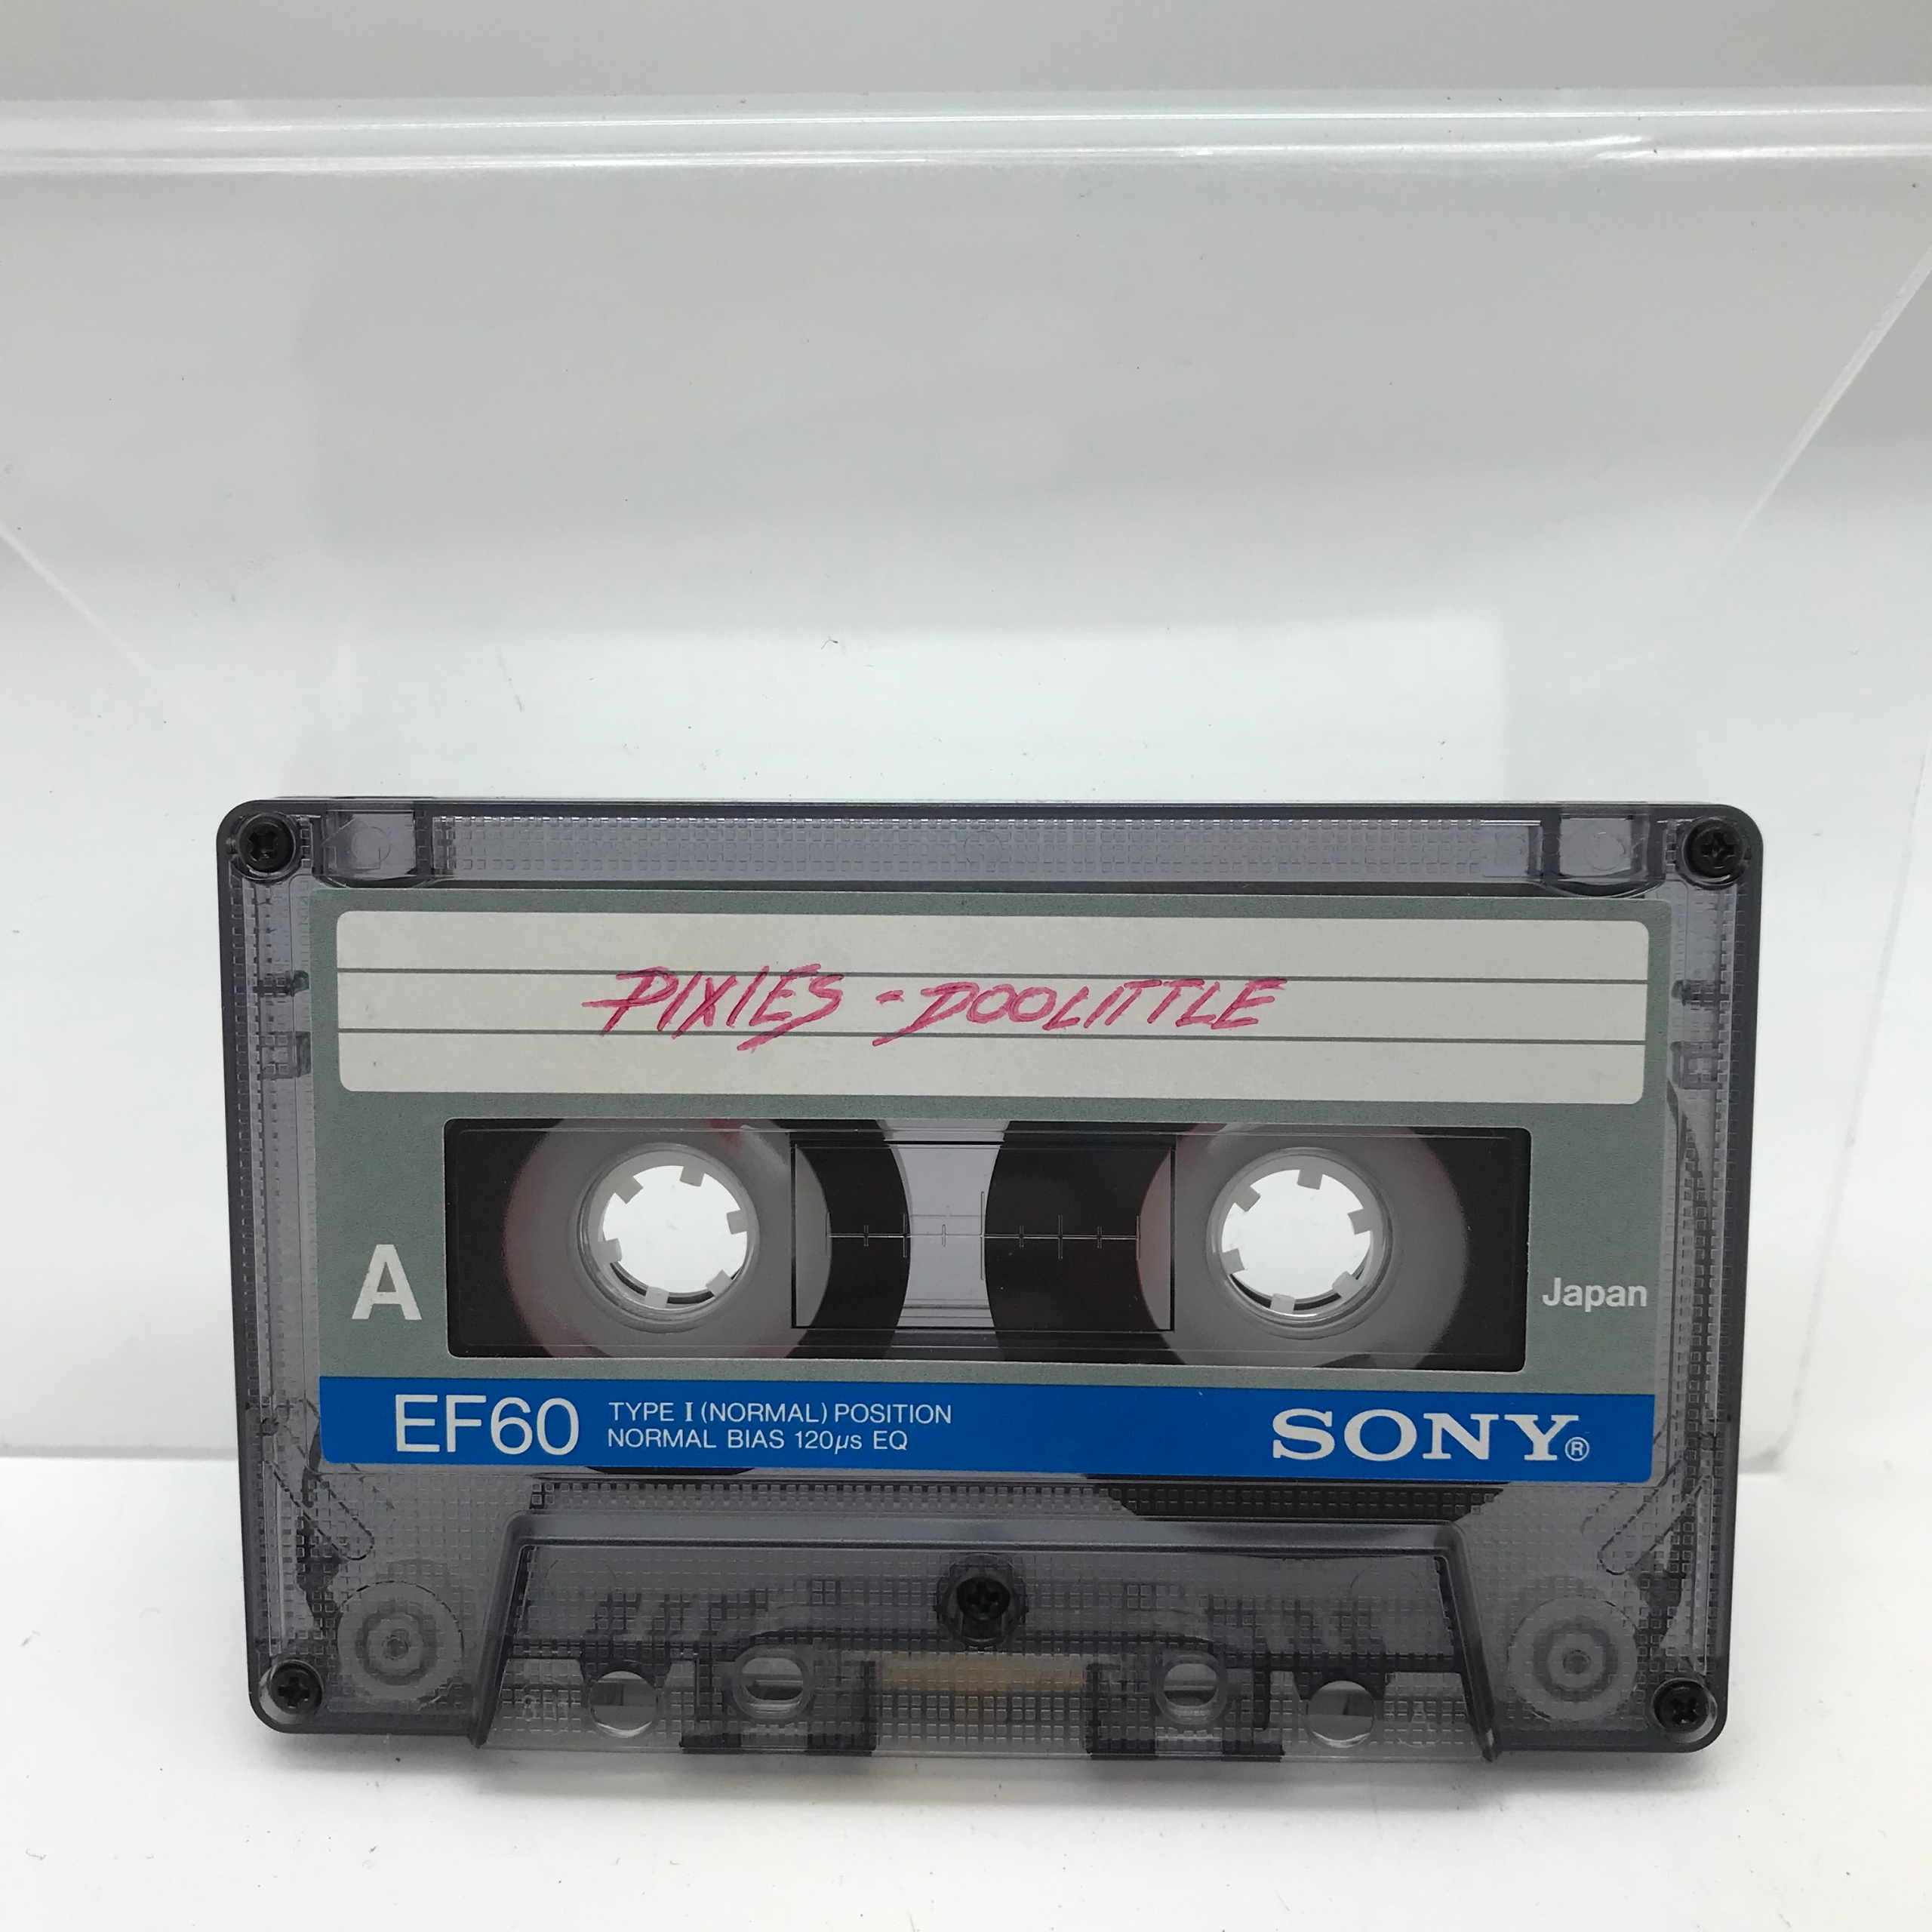 PIXIES - DOOLITTLE
A
Japan
EF60
TYPE I (NORMAL) POSITION
NORMAL BIAS 120µs EQ
SONY®